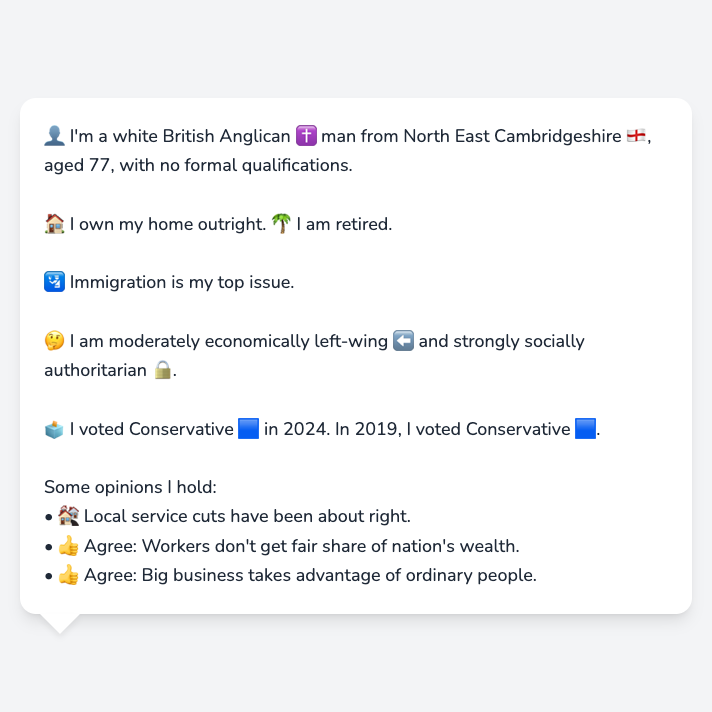 👤 I'm a white British Anglican ✝️ man from North East Cambridgeshire 🏴󠁧󠁢󠁥󠁮󠁧󠁿,
aged 77, with no formal qualifications.
🏠 I own my home outright. 🌴 I am retired.
🛂 Immigration is my top issue.
🤔 I am moderately economically left-wing ⬅️ and strongly socially
authoritarian 🔒.
🗳️ I voted Conservative 🟦 in 2024. In 2019, I voted Conservative 🟦.
Some opinions I hold:
• 🏚️ Local service cuts have been about right.
• 👍 Agree: Workers don't get fair share of nation's wealth.
• 👍 Agree: Big business takes advantage of ordinary people.